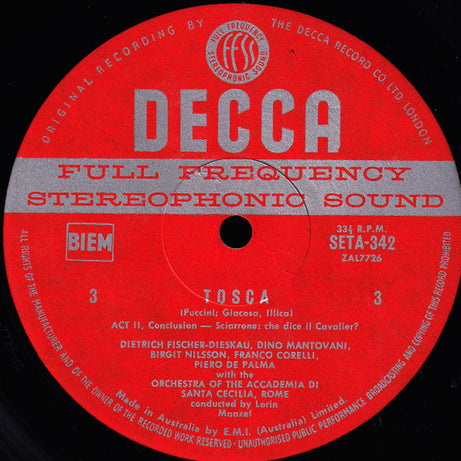 ORIGINAL RECORDING BY THE DECCA RECORD CO LTD LONDON
FULL FREQUENCY
FFSS
STEREOPHONIC SOUND
DECCA
FULL FREQUENCY
STEREOPHONIC SOUND
BIEM
33⅓ R.P.M.
SETA-342
ZAL7726
3 TOSCA 3
(Puccini; Giacosa, Illica)
ACT II, Conclusion — Sciarrone: che dice il Cavalier?
DIETRICH FISCHER-DIESKAU, DINO MANTOVANI,
BIRGIT NILSSON, FRANCO CORELLI,
PIERO DE PALMA
with the
ORCHESTRA OF THE ACCADEMIA DI
SANTA CECILIA, ROME
conducted by Lorin
Maazel
Made in Australia by E.M.I. (Australia) Limited.
ALL RIGHTS OF THE MANUFACTURER AND OF THE OWNER OF THE RECORDED WORK RESERVED - UNAUTHORISED PUBLIC PERFORMANCE, BROADCASTING AND COPYING OF THIS RECORD PROHIBITED